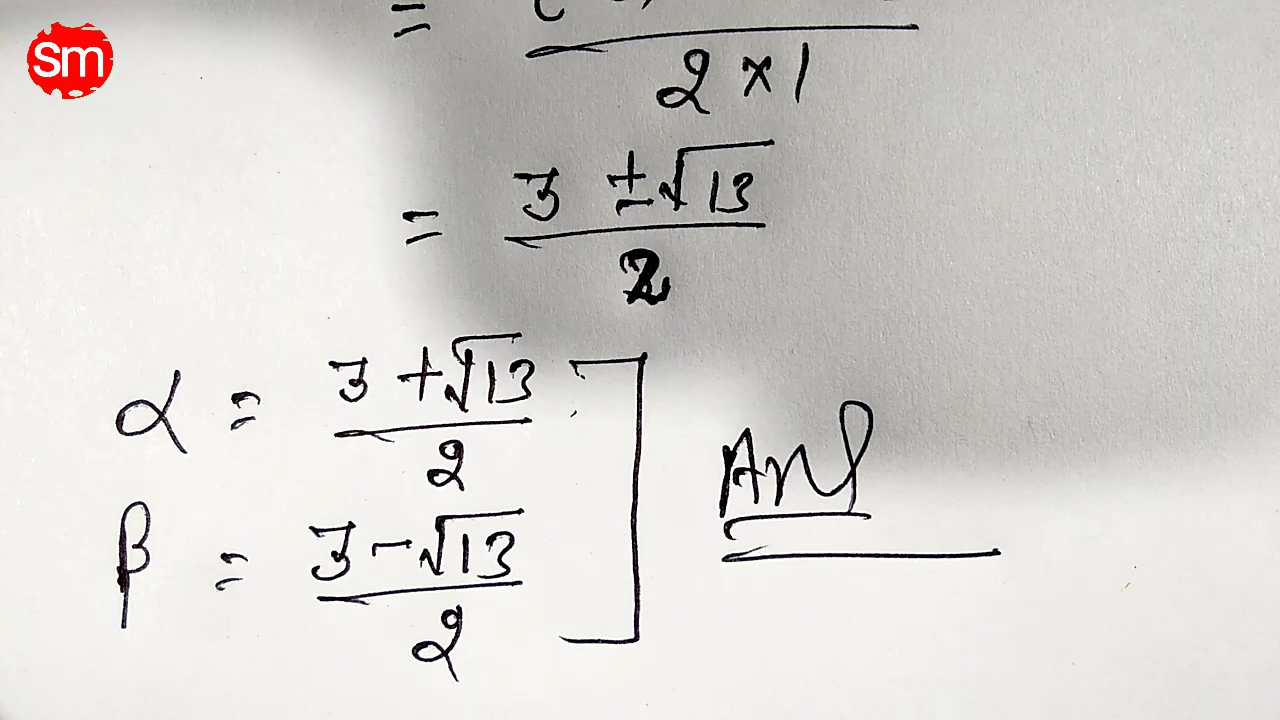 Sm
=
2 × 1
= 3 ± √13
2
α = 3 + √13
2
β = 3 - √13
2
Ans